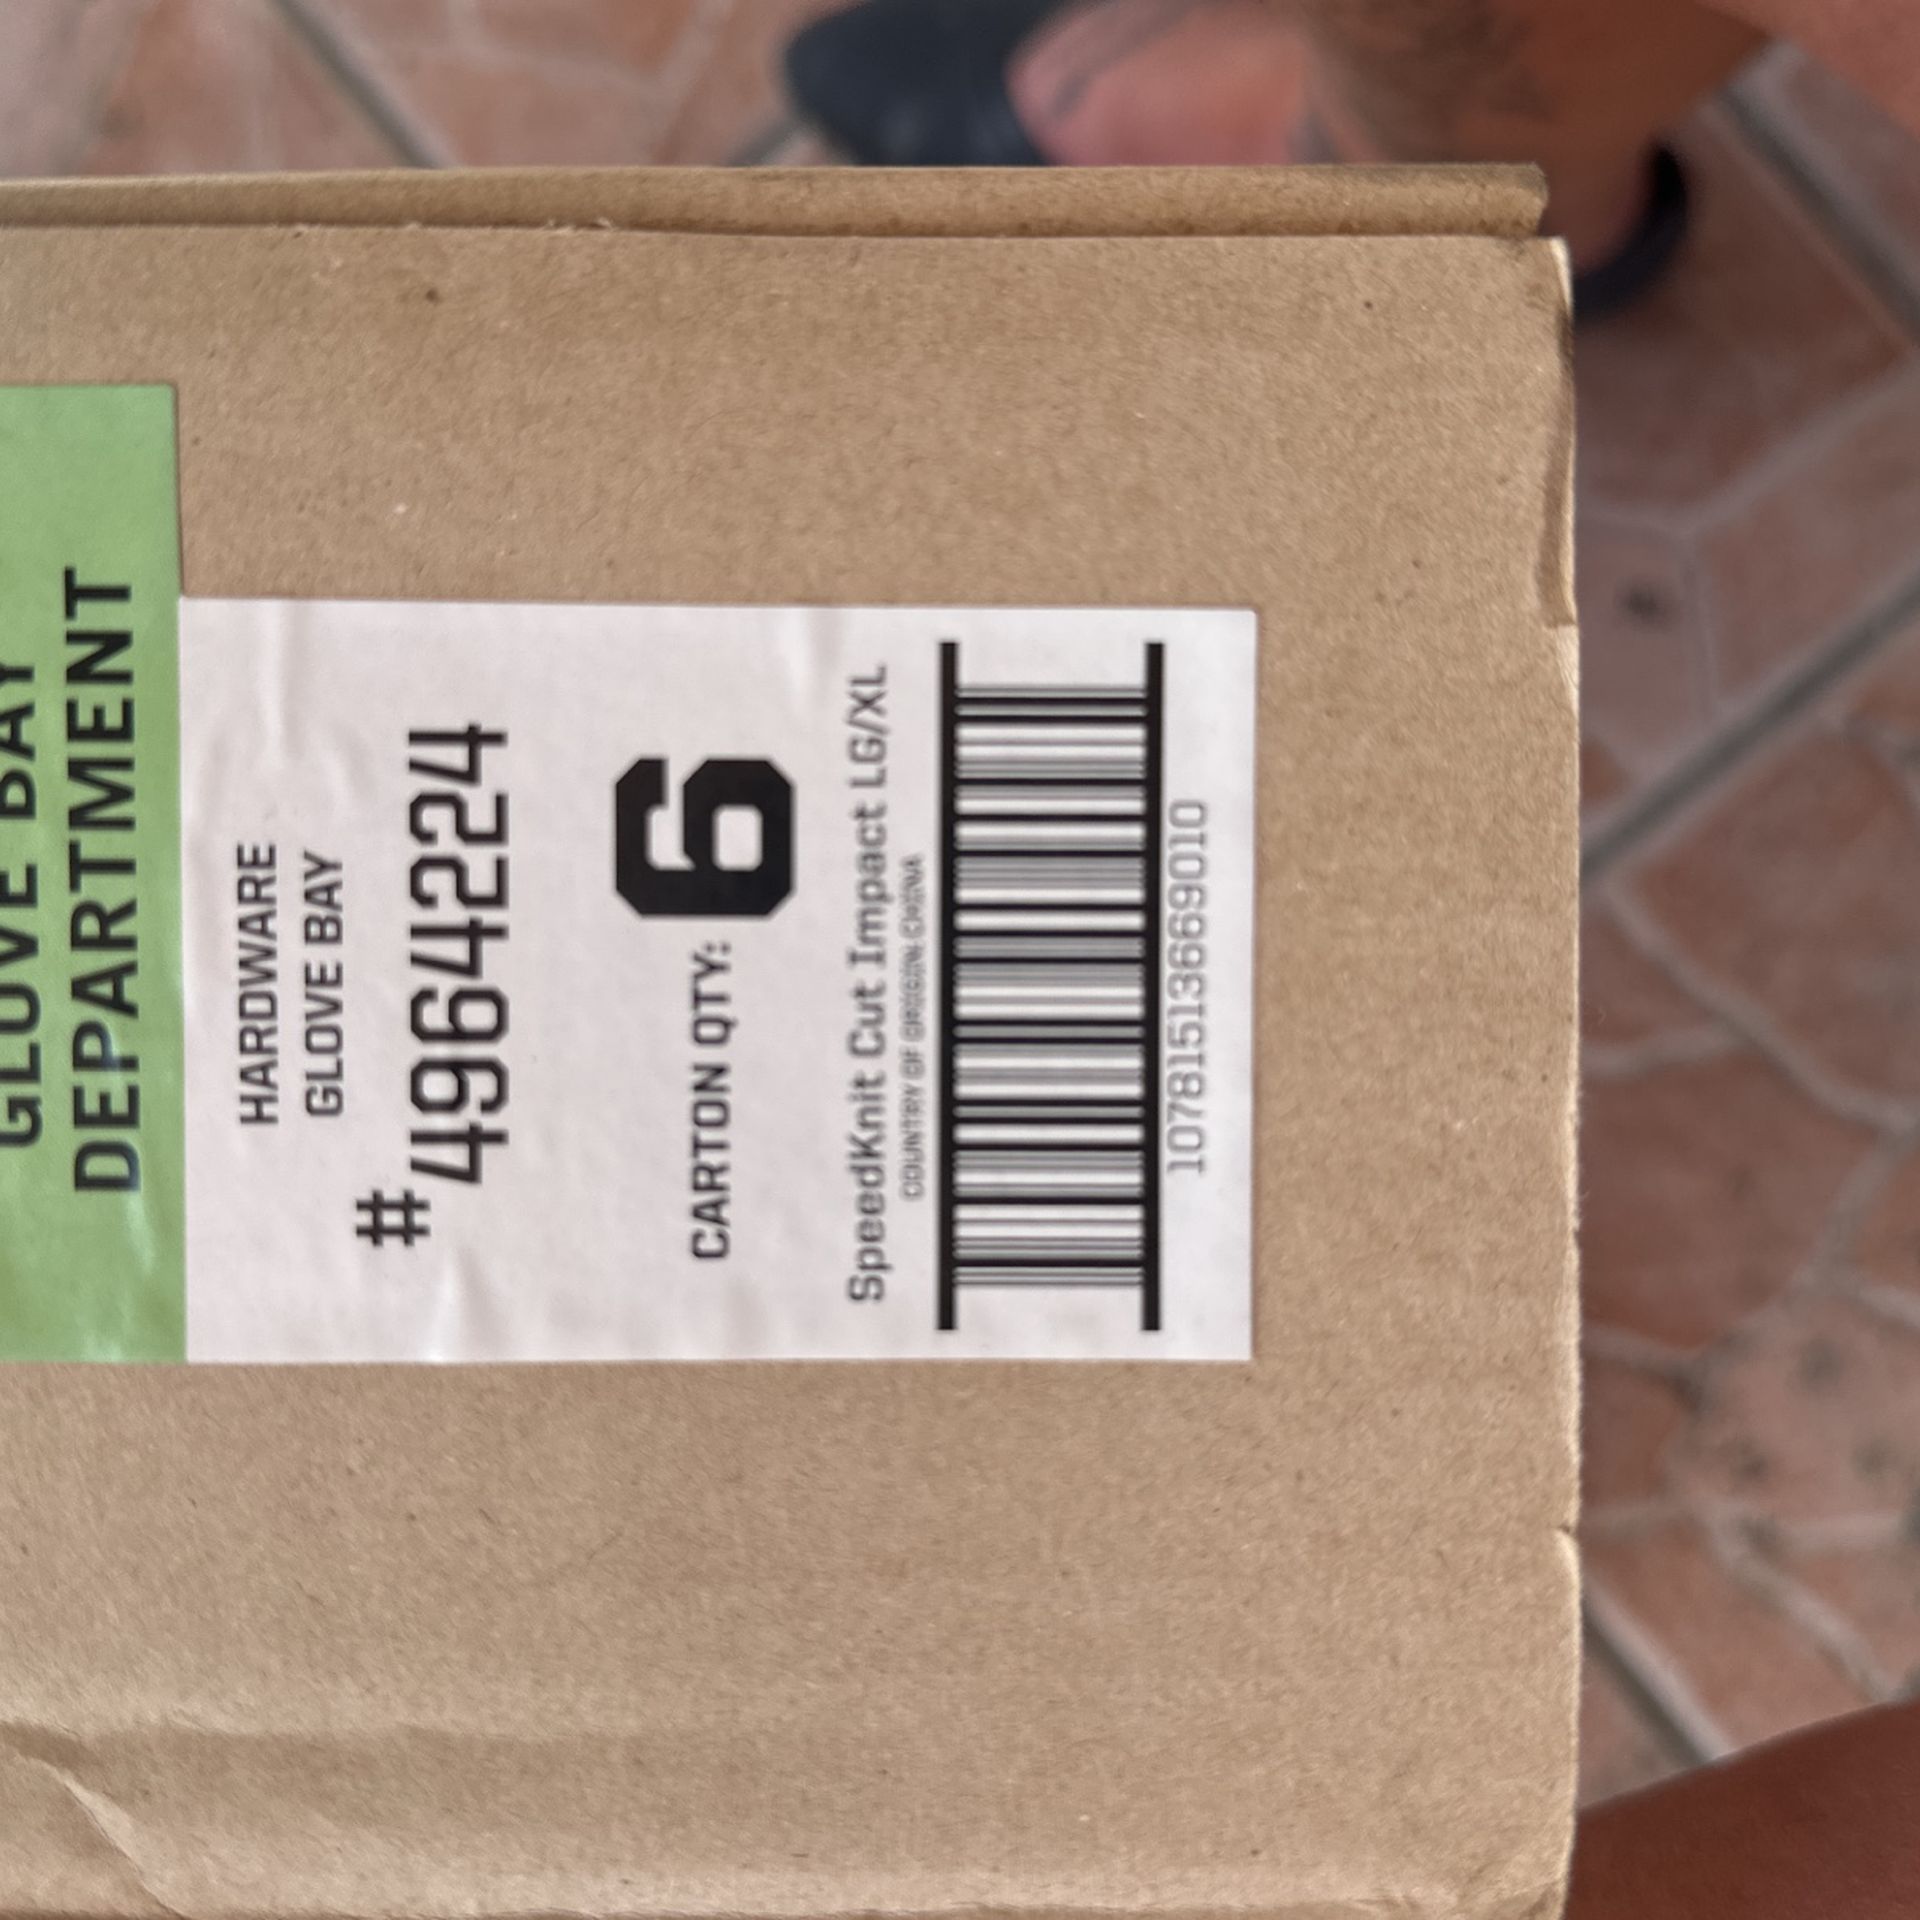 GLOVE BAY
DEPARTMENT
HARDWARE
GLOVE BAY
#4964224
CARTON QTY: 6
SpeedKnit Cut Impact LG/XL
COUNTRY OF ORIGIN CHINA
10781513669010